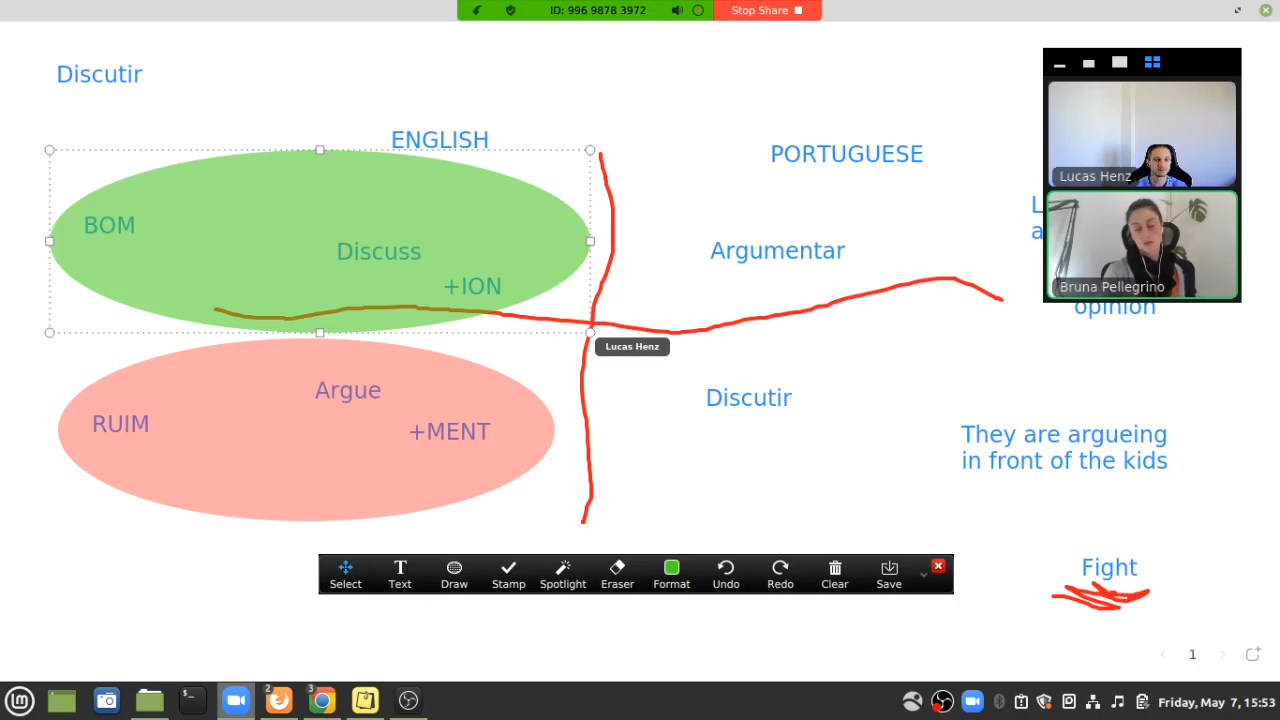 ID: 996 9878 3972
Stop Share
Discutir
ENGLISH
PORTUGUESE
Lucas Henz
BOM
Discuss
+ION
Argumentar
L
a
opinion
Bruna Pellegrino
Lucas Henz
Argue
RUIM
+MENT
Discutir
They are argueing
in front of the kids
Fight
Select
Text
Draw
Stamp
Spotlight
Eraser
Format
Undo
Redo
Clear
Save
1
2
3
Friday, May 7, 15:53